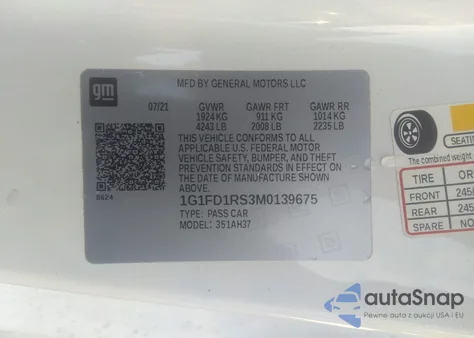 gm
MFD BY GENERAL MOTORS LLC
07/21 GVWR GAWR FRT GAWR RR
1924 KG 911 KG 1014 KG
4243 LB 2008 LB 2235 LB
THIS VEHICLE CONFORMS TO ALL
APPLICABLE U.S. FEDERAL MOTOR
VEHICLE SAFETY, BUMPER, AND THEFT
PREVENTION STANDARDS IN EFFECT ON
THE DATE OF MANUFACTURE SHOWN ABOVE.
1G1FD1RS3M0139675
TYPE: PASS CAR
MODEL: 351AH37
SEATIN
The combined weight
TIRE OR
FRONT 245
REAR 245
SPARE NO
autoSnap
Pewne auta z aukcji USA i EU